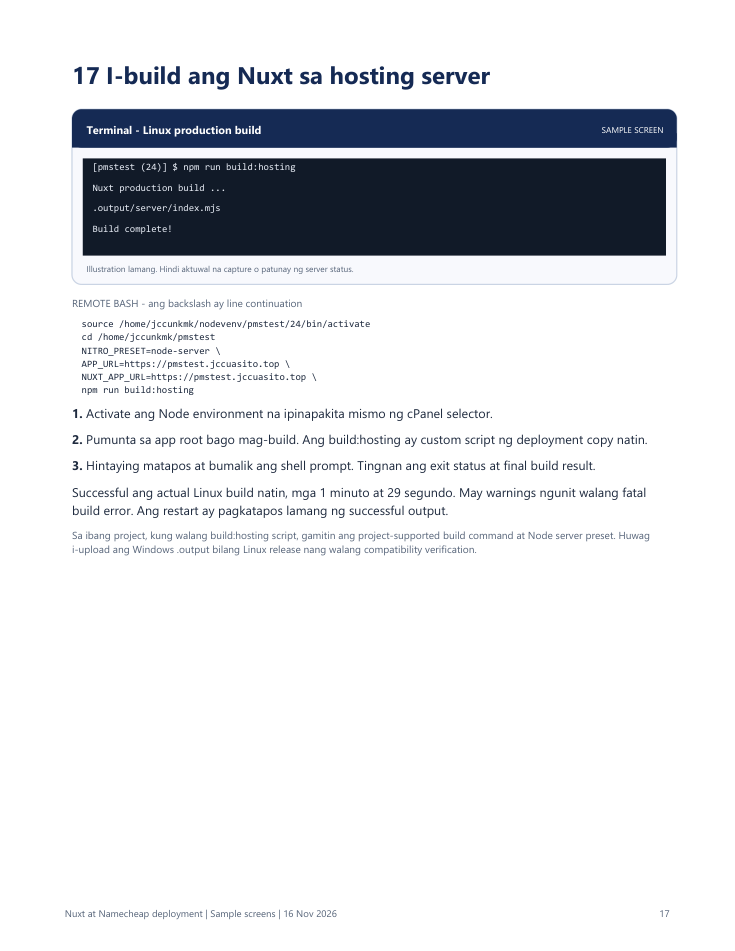 17 I-build ang Nuxt sa hosting server
Terminal - Linux production build
SAMPLE SCREEN
[pmstest (24)] $ npm run build:hosting
Nuxt production build ...
.output/server/index.mjs
Build complete!
Illustration lamang. Hindi aktuwal na capture o patunay ng server status.
REMOTE BASH - ang backslash ay line continuation
source /home/jccunkmk/nodevenv/pmstest/24/bin/activate
cd /home/jccunkmk/pmstest
NITRO_PRESET=node-server \
APP_URL=https://pmstest.jccuasito.top \
NUXT_APP_URL=https://pmstest.jccuasito.top \
npm run build:hosting
1. Activate ang Node environment na ipinapakita mismo ng cPanel selector.
2. Pumunta sa app root bago mag-build. Ang build:hosting ay custom script ng deployment copy natin.
3. Hintaying matapos at bumalik ang shell prompt. Tingnan ang exit status at final build result.
Successful ang actual Linux build natin, mga 1 minuto at 29 segundo. May warnings ngunit walang fatal
build error. Ang restart ay pagkatapos lamang ng successful output.
Sa ibang project, kung walang build:hosting script, gamitin ang project-supported build command at Node server preset. Huwag
i-upload ang Windows .output bilang Linux release nang walang compatibility verification.
Nuxt at Namecheap deployment | Sample screens | 16 Nov 2026
17